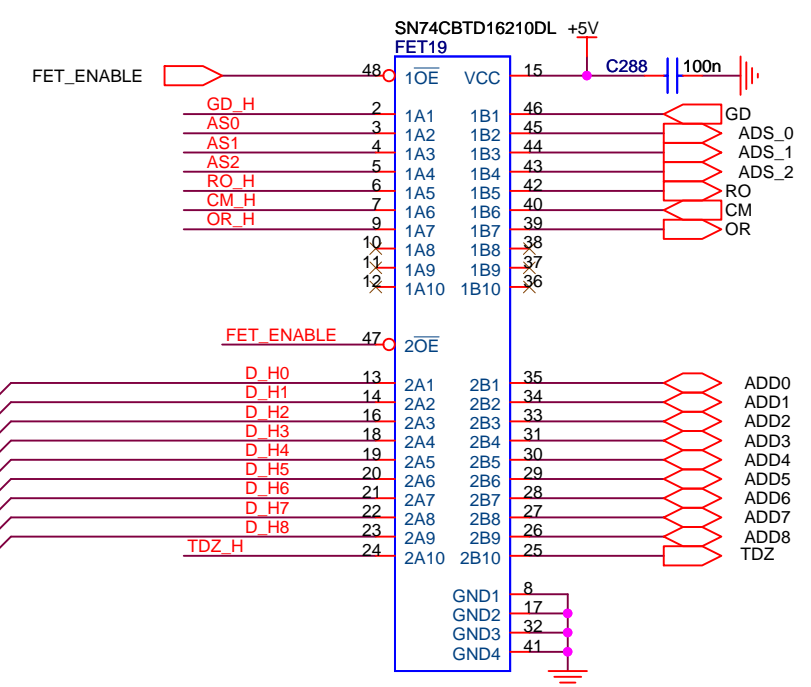 SN74CBTD16210DL +5V
FET19 C288 100n
FET_ENABLE 48 1OE VCC 15
GD_H 2 1A1 1B1 46 GD
AS0 3 1A2 1B2 45 ADS_0
AS1 4 1A3 1B3 44 ADS_1
AS2 5 1A4 1B4 43 ADS_2
RO_H 6 1A5 1B5 42 RO
CM_H 7 1A6 1B6 40 CM
OR_H 9 1A7 1B7 39 OR
10 1A8 1B8 38
11 1A9 1B9 37
12 1A10 1B10 36
FET_ENABLE 47 2OE
D_H0 13 2A1 2B1 35 ADD0
D_H1 14 2A2 2B2 34 ADD1
D_H2 16 2A3 2B3 33 ADD2
D_H3 18 2A4 2B4 31 ADD3
D_H4 19 2A5 2B5 30 ADD4
D_H5 20 2A6 2B6 29 ADD5
D_H6 21 2A7 2B7 28 ADD6
D_H7 22 2A8 2B8 27 ADD7
D_H8 23 2A9 2B9 26 ADD8
TDZ_H 24 2A10 2B10 25 TDZ
GND1 8
GND2 17
GND3 32
GND4 41